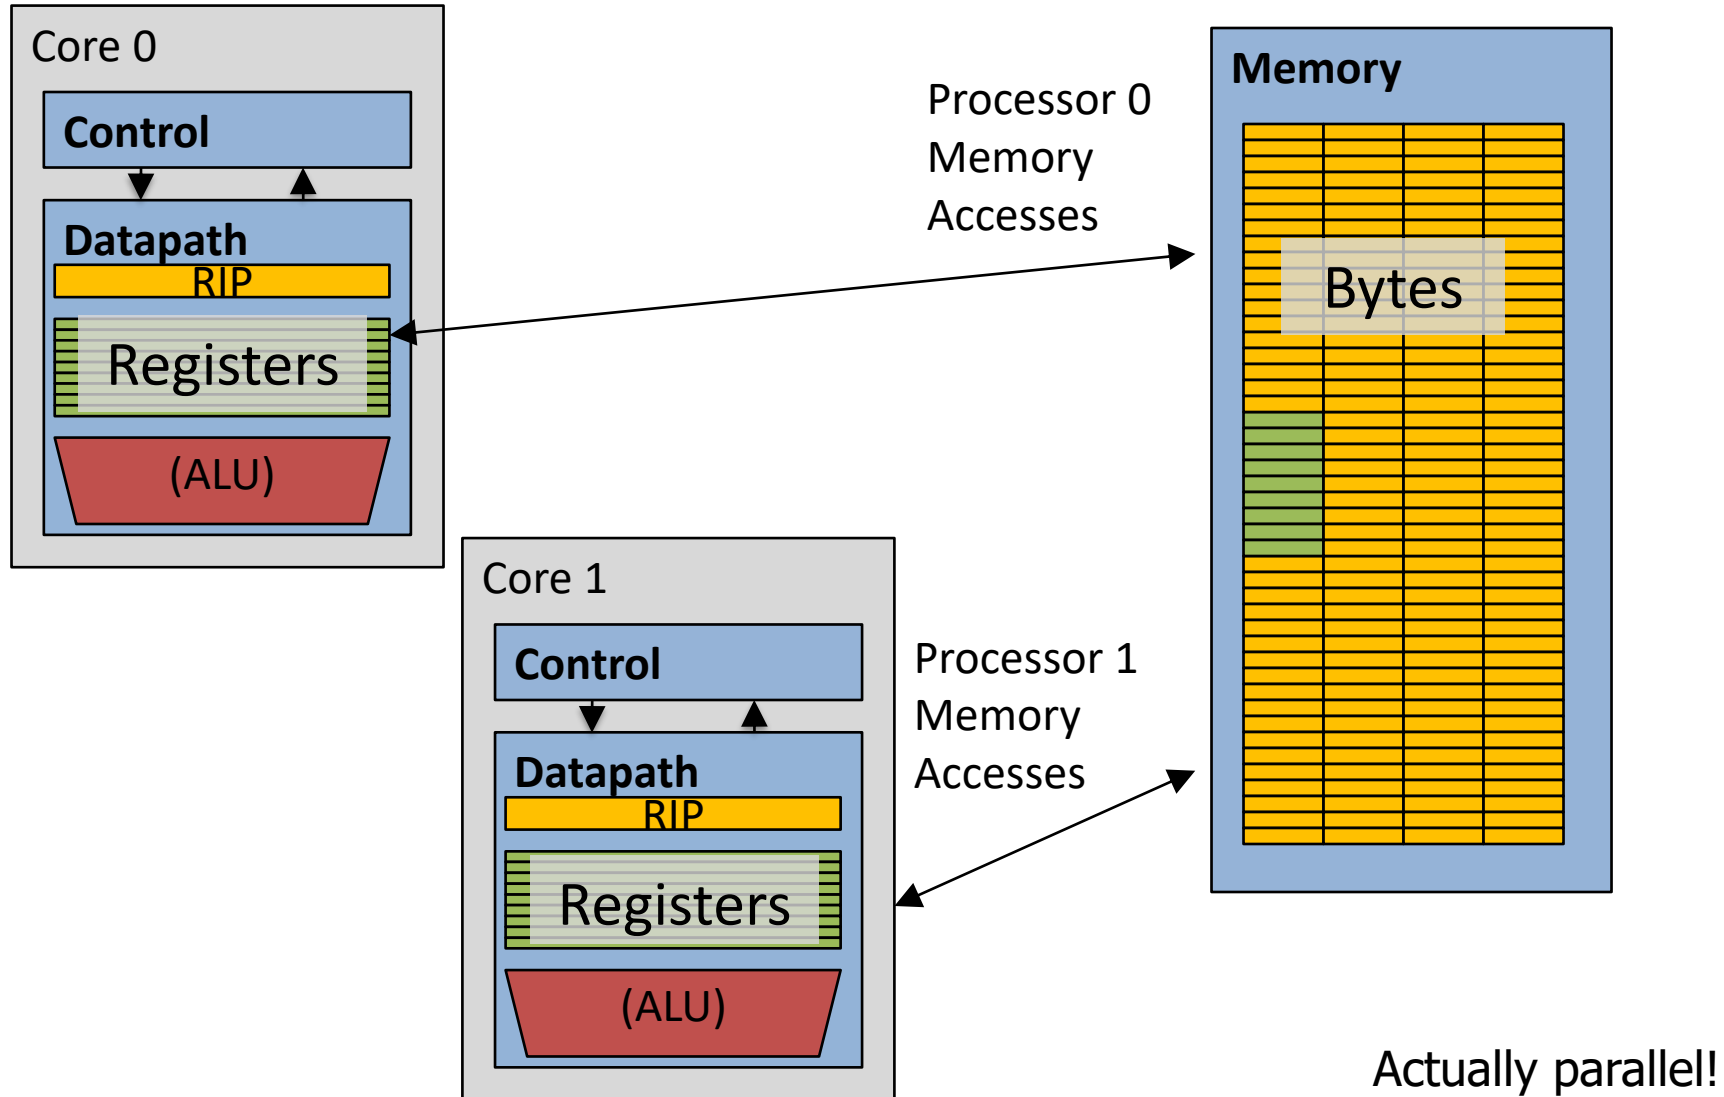 Core 0
Control
Datapath
RIP
Registers
(ALU)
Processor 0
Memory
Accesses
Memory
Bytes
Core 1
Control
Datapath
RIP
Registers
(ALU)
Processor 1
Memory
Accesses
Actually parallel!